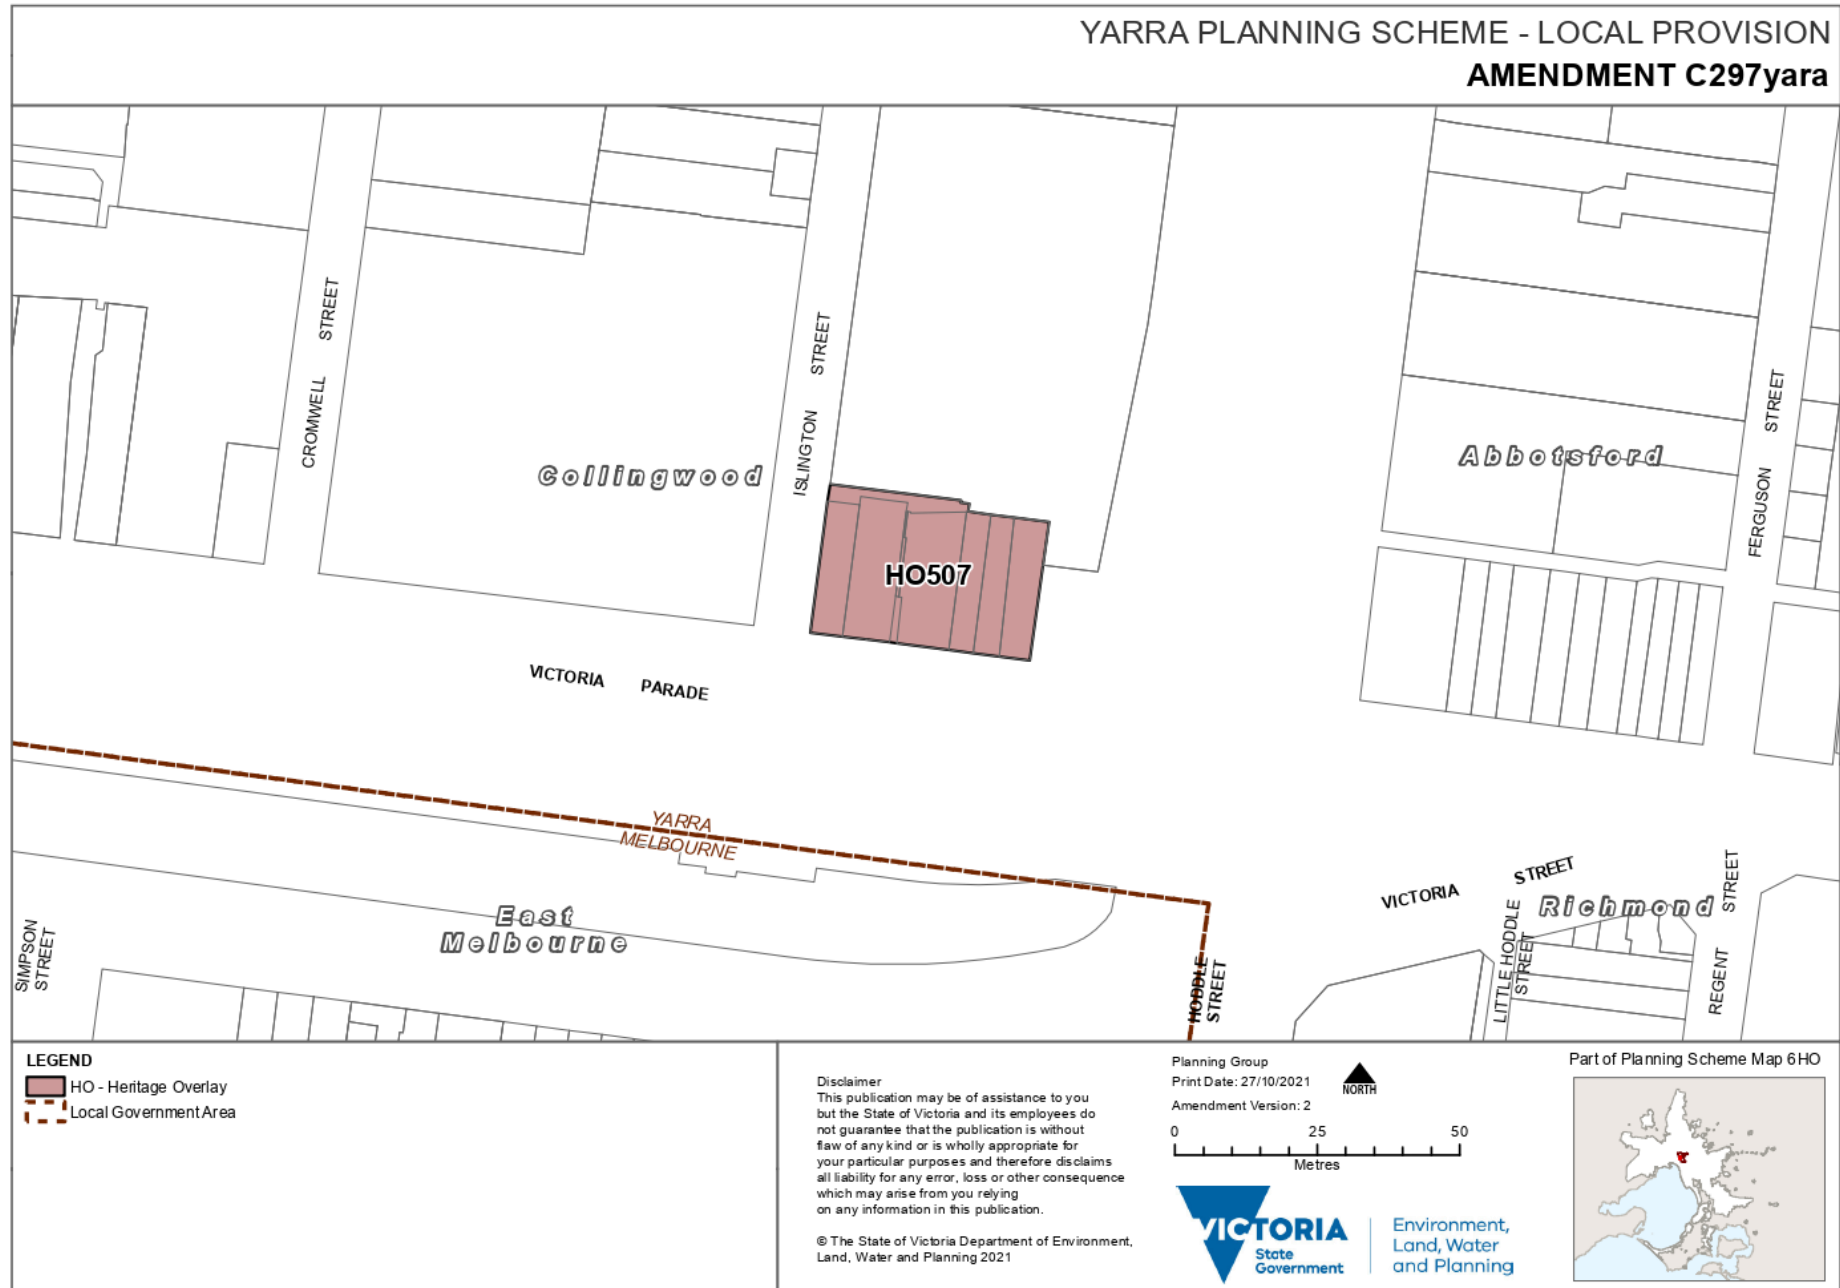 YARRA PLANNING SCHEME - LOCAL PROVISION
AMENDMENT C297yara
CROMWELL STREET
ISLINGTON STREET
FERGUSON STREET
Collingwood
Abbotsford
HO507
VICTORIA PARADE
YARRA
MELBOURNE
East
Melbourne
SIMPSON
STREET
HODDLE
STREET
VICTORIA STREET
LITTLE HODDLE
STREET
Richmond
REGENT STREET
LEGEND
HO - Heritage Overlay
Local Government Area
Disclaimer
This publication may be of assistance to you
but the State of Victoria and its employees do
not guarantee that the publication is without
flaw of any kind or is wholly appropriate for
your particular purposes and therefore disclaims
all liability for any error, loss or other consequence
which may arise from you relying
on any information in this publication.
© The State of Victoria Department of Environment,
Land, Water and Planning 2021
Planning Group
Print Date: 27/10/2021
Amendment Version: 2
NORTH
0 25 50
Metres
VICTORIA
State
Government
Environment,
Land, Water
and Planning
Part of Planning Scheme Map 6HO